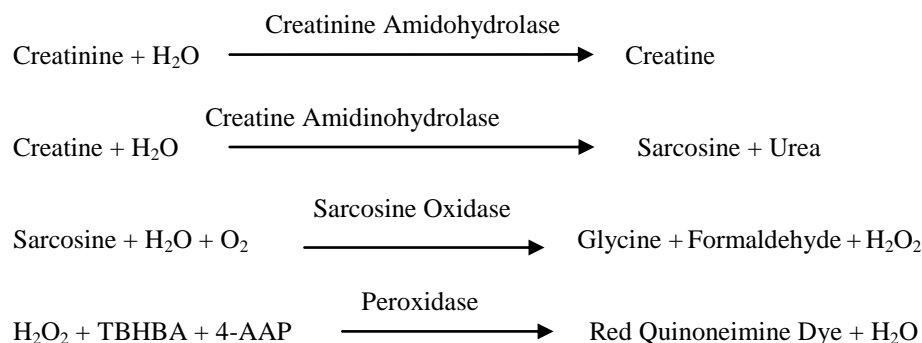 Creatinine Amidohydrolase
Creatinine + H₂O Creatine
Creatine Amidinohydrolase
Creatine + H₂O Sarcosine + Urea
Sarcosine Oxidase
Sarcosine + H₂O + O₂ Glycine + Formaldehyde + H₂O₂
Peroxidase
H₂O₂ + TBHBA + 4-AAP Red Quinoneimine Dye + H₂O